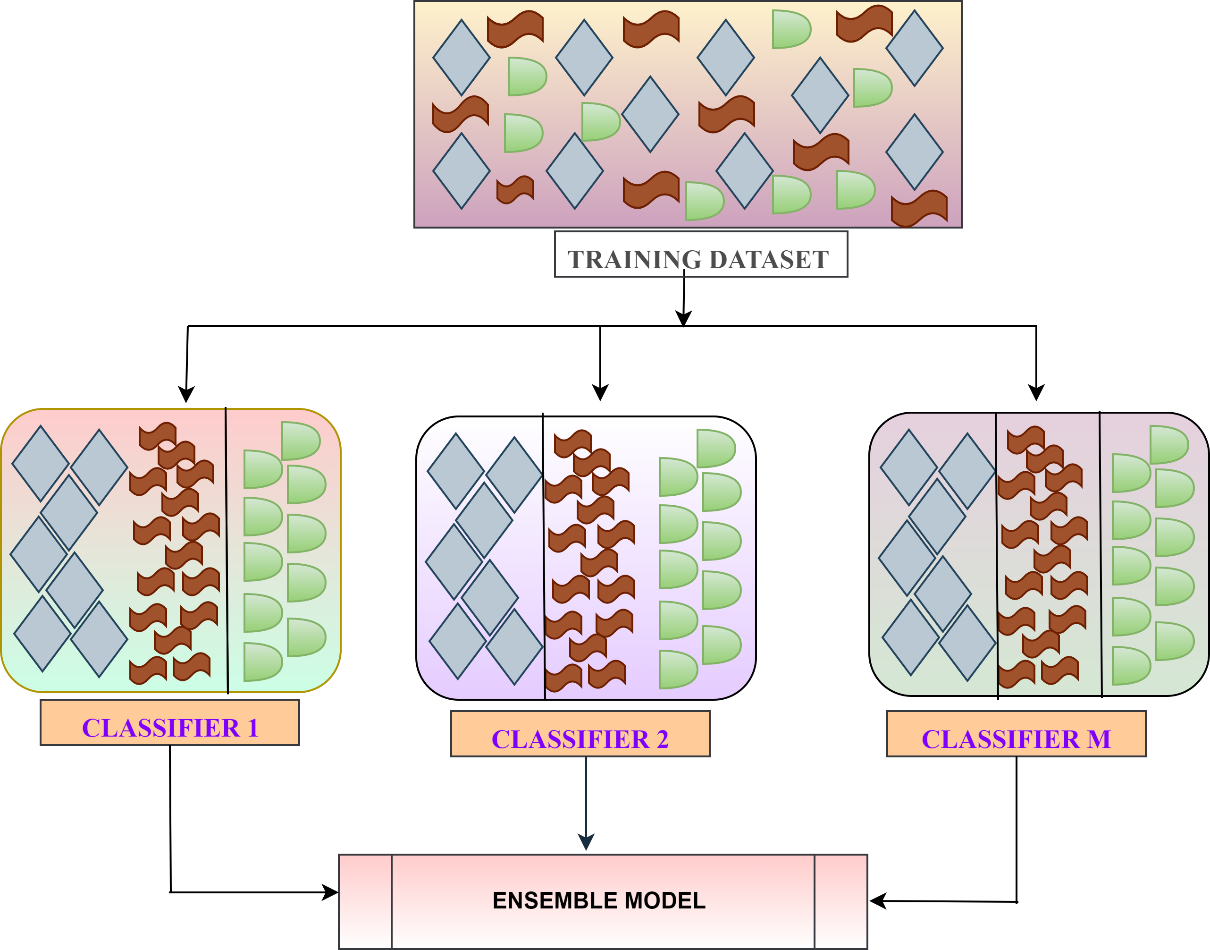 TRAINING DATASET
CLASSIFIER 1
CLASSIFIER 2
CLASSIFIER M
ENSEMBLE MODEL